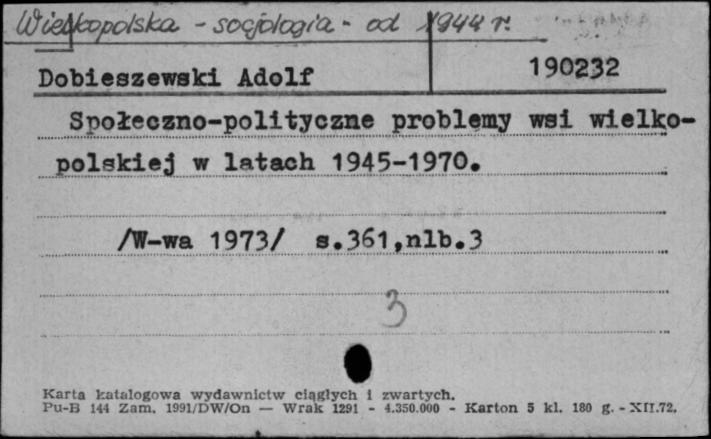 Wielkopolska - socjologia - od 1944 r.
Dobieszewski Adolf
190232
Społeczno-polityczne problemy wsi wielko-
polskiej w latach 1945-1970.
/W-wa 1973/ s.361,nlb.3
3
Karta katalogowa wydawnictw ciągłych i zwartych.
Pu-B 144 Zam. 1991/DW/On — Wrak 1291 - 4.350.000 - Karton 5 kl. 180 g. - XII.72.